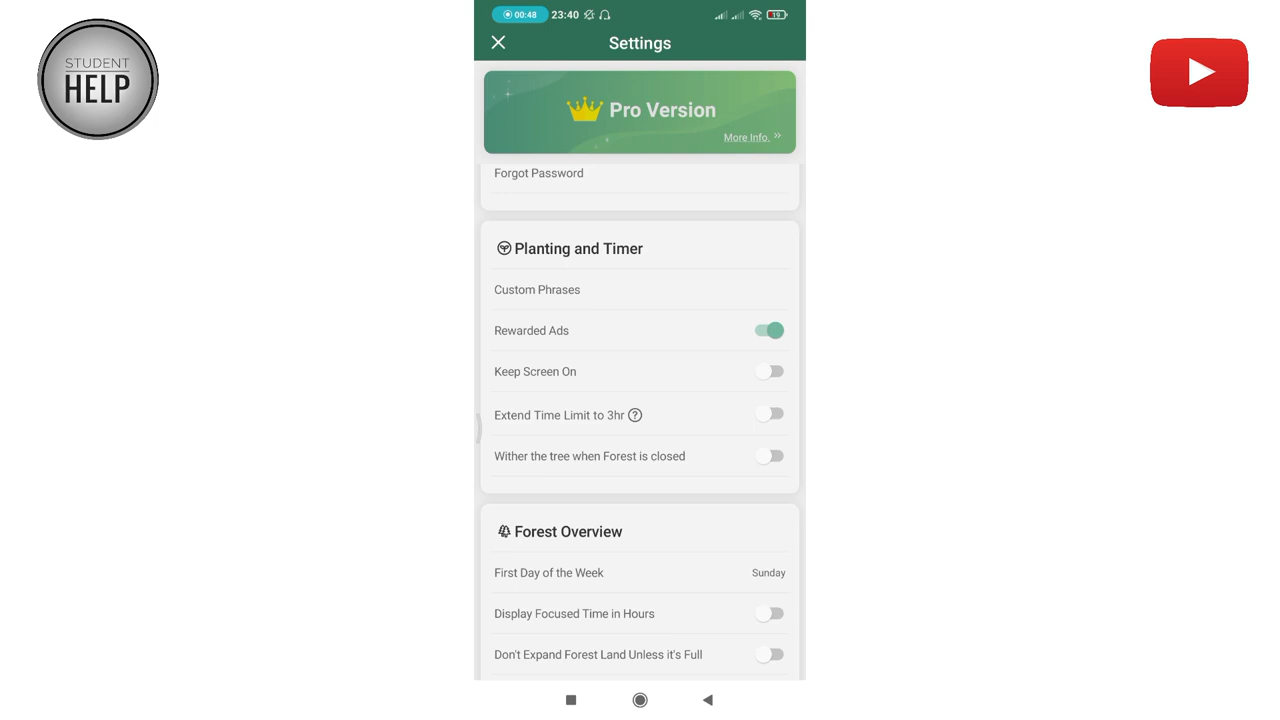 STUDENT
HELP
00:48 23:40 19
Settings
Pro Version
More Info. »
Forgot Password
Planting and Timer
Custom Phrases
Rewarded Ads
Keep Screen On
Extend Time Limit to 3hr ?
Wither the tree when Forest is closed
Forest Overview
First Day of the Week Sunday
Display Focused Time in Hours
Don't Expand Forest Land Unless it's Full